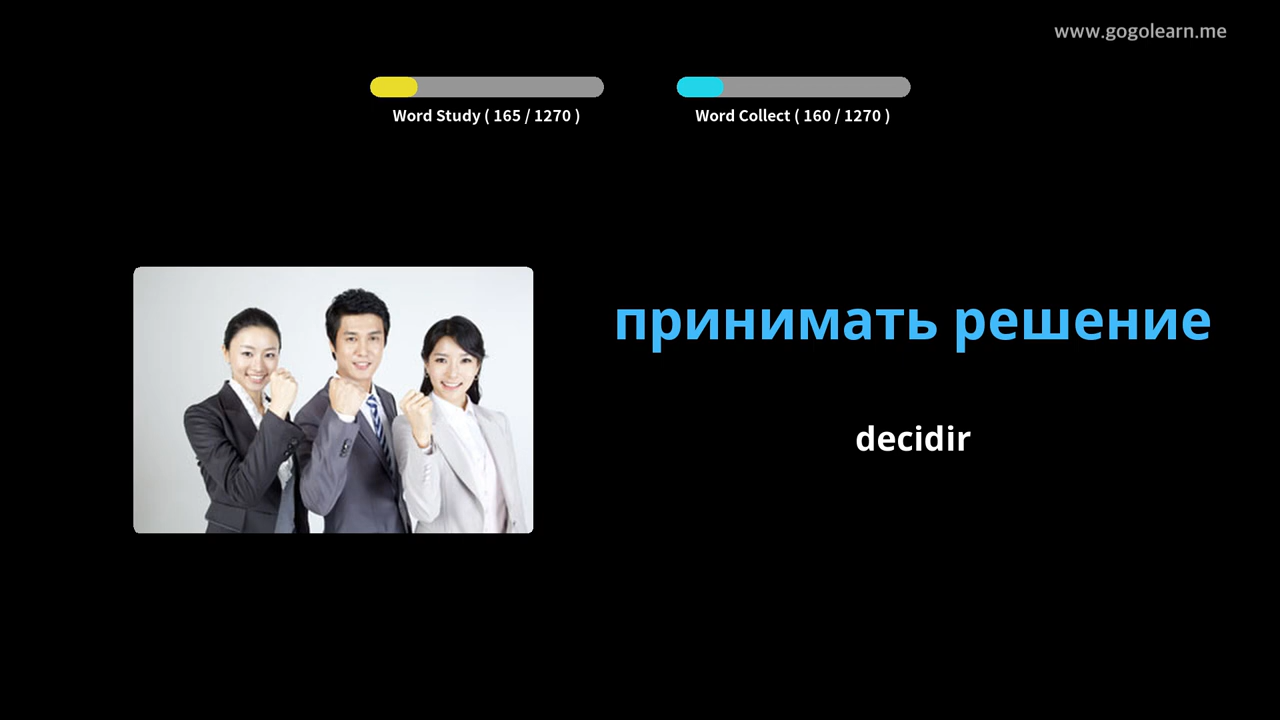 www.gogolearn.me
Word Study ( 165 / 1270 )
Word Collect ( 160 / 1270 )
принимать решение
decidir